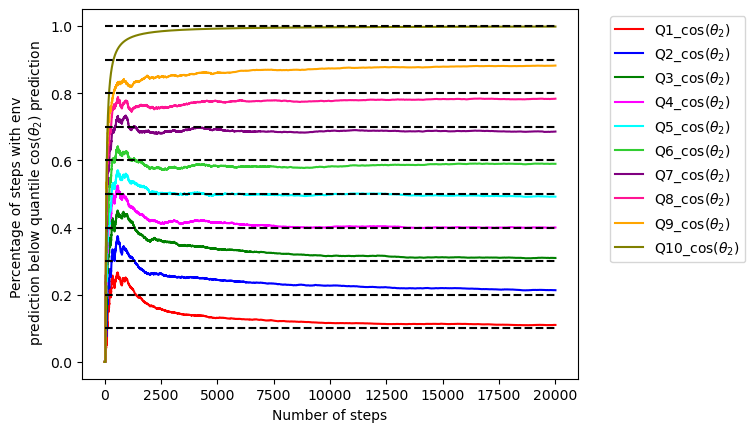 Percentage of steps with env
prediction below quantile cos(θ₂) prediction
1.0
0.8
0.6
0.4
0.2
0.0
0
2500
5000
7500
10000
12500
15000
17500
20000
Number of steps
Q1_cos(θ₂)
Q2_cos(θ₂)
Q3_cos(θ₂)
Q4_cos(θ₂)
Q5_cos(θ₂)
Q6_cos(θ₂)
Q7_cos(θ₂)
Q8_cos(θ₂)
Q9_cos(θ₂)
Q10_cos(θ₂)